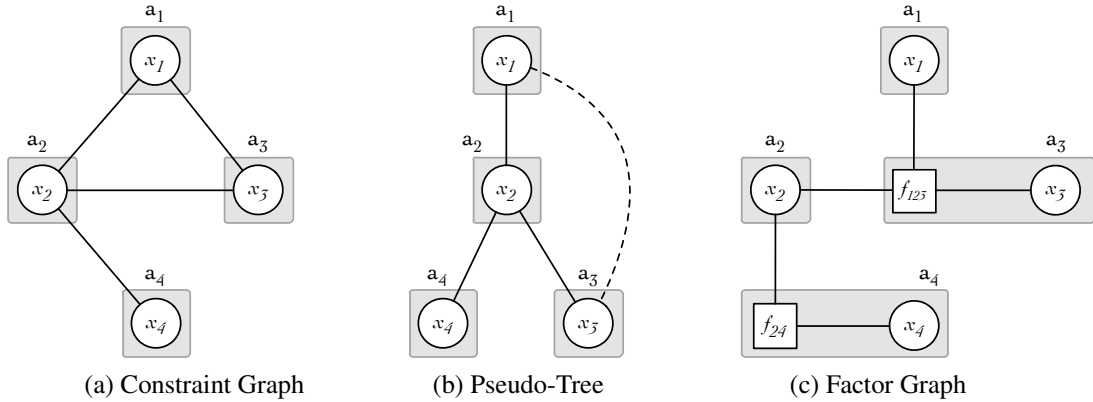 a1
x1
a2
a3
x2
x3
a4
x4
(a) Constraint Graph
a1
x1
a2
x2
a4
a3
x4
x3
(b) Pseudo-Tree
a1
x1
a2
a3
x2
f123
x3
a4
f24
x4
(c) Factor Graph